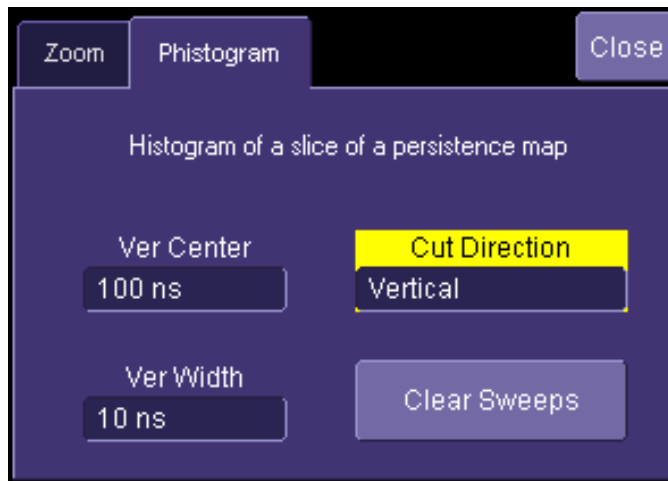 Zoom
Phistogram
Close
Histogram of a slice of a persistence map
Ver Center
100 ns
Cut Direction
Vertical
Ver Width
10 ns
Clear Sweeps